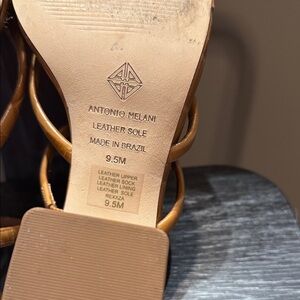 ANTONIO MELANI
LEATHER SOLE
MADE IN BRAZIL
9.5M
LEATHER UPPER
LEATHER SOCK
LEATHER LINING
LEATHER SOLE
REXAZA
9.5M